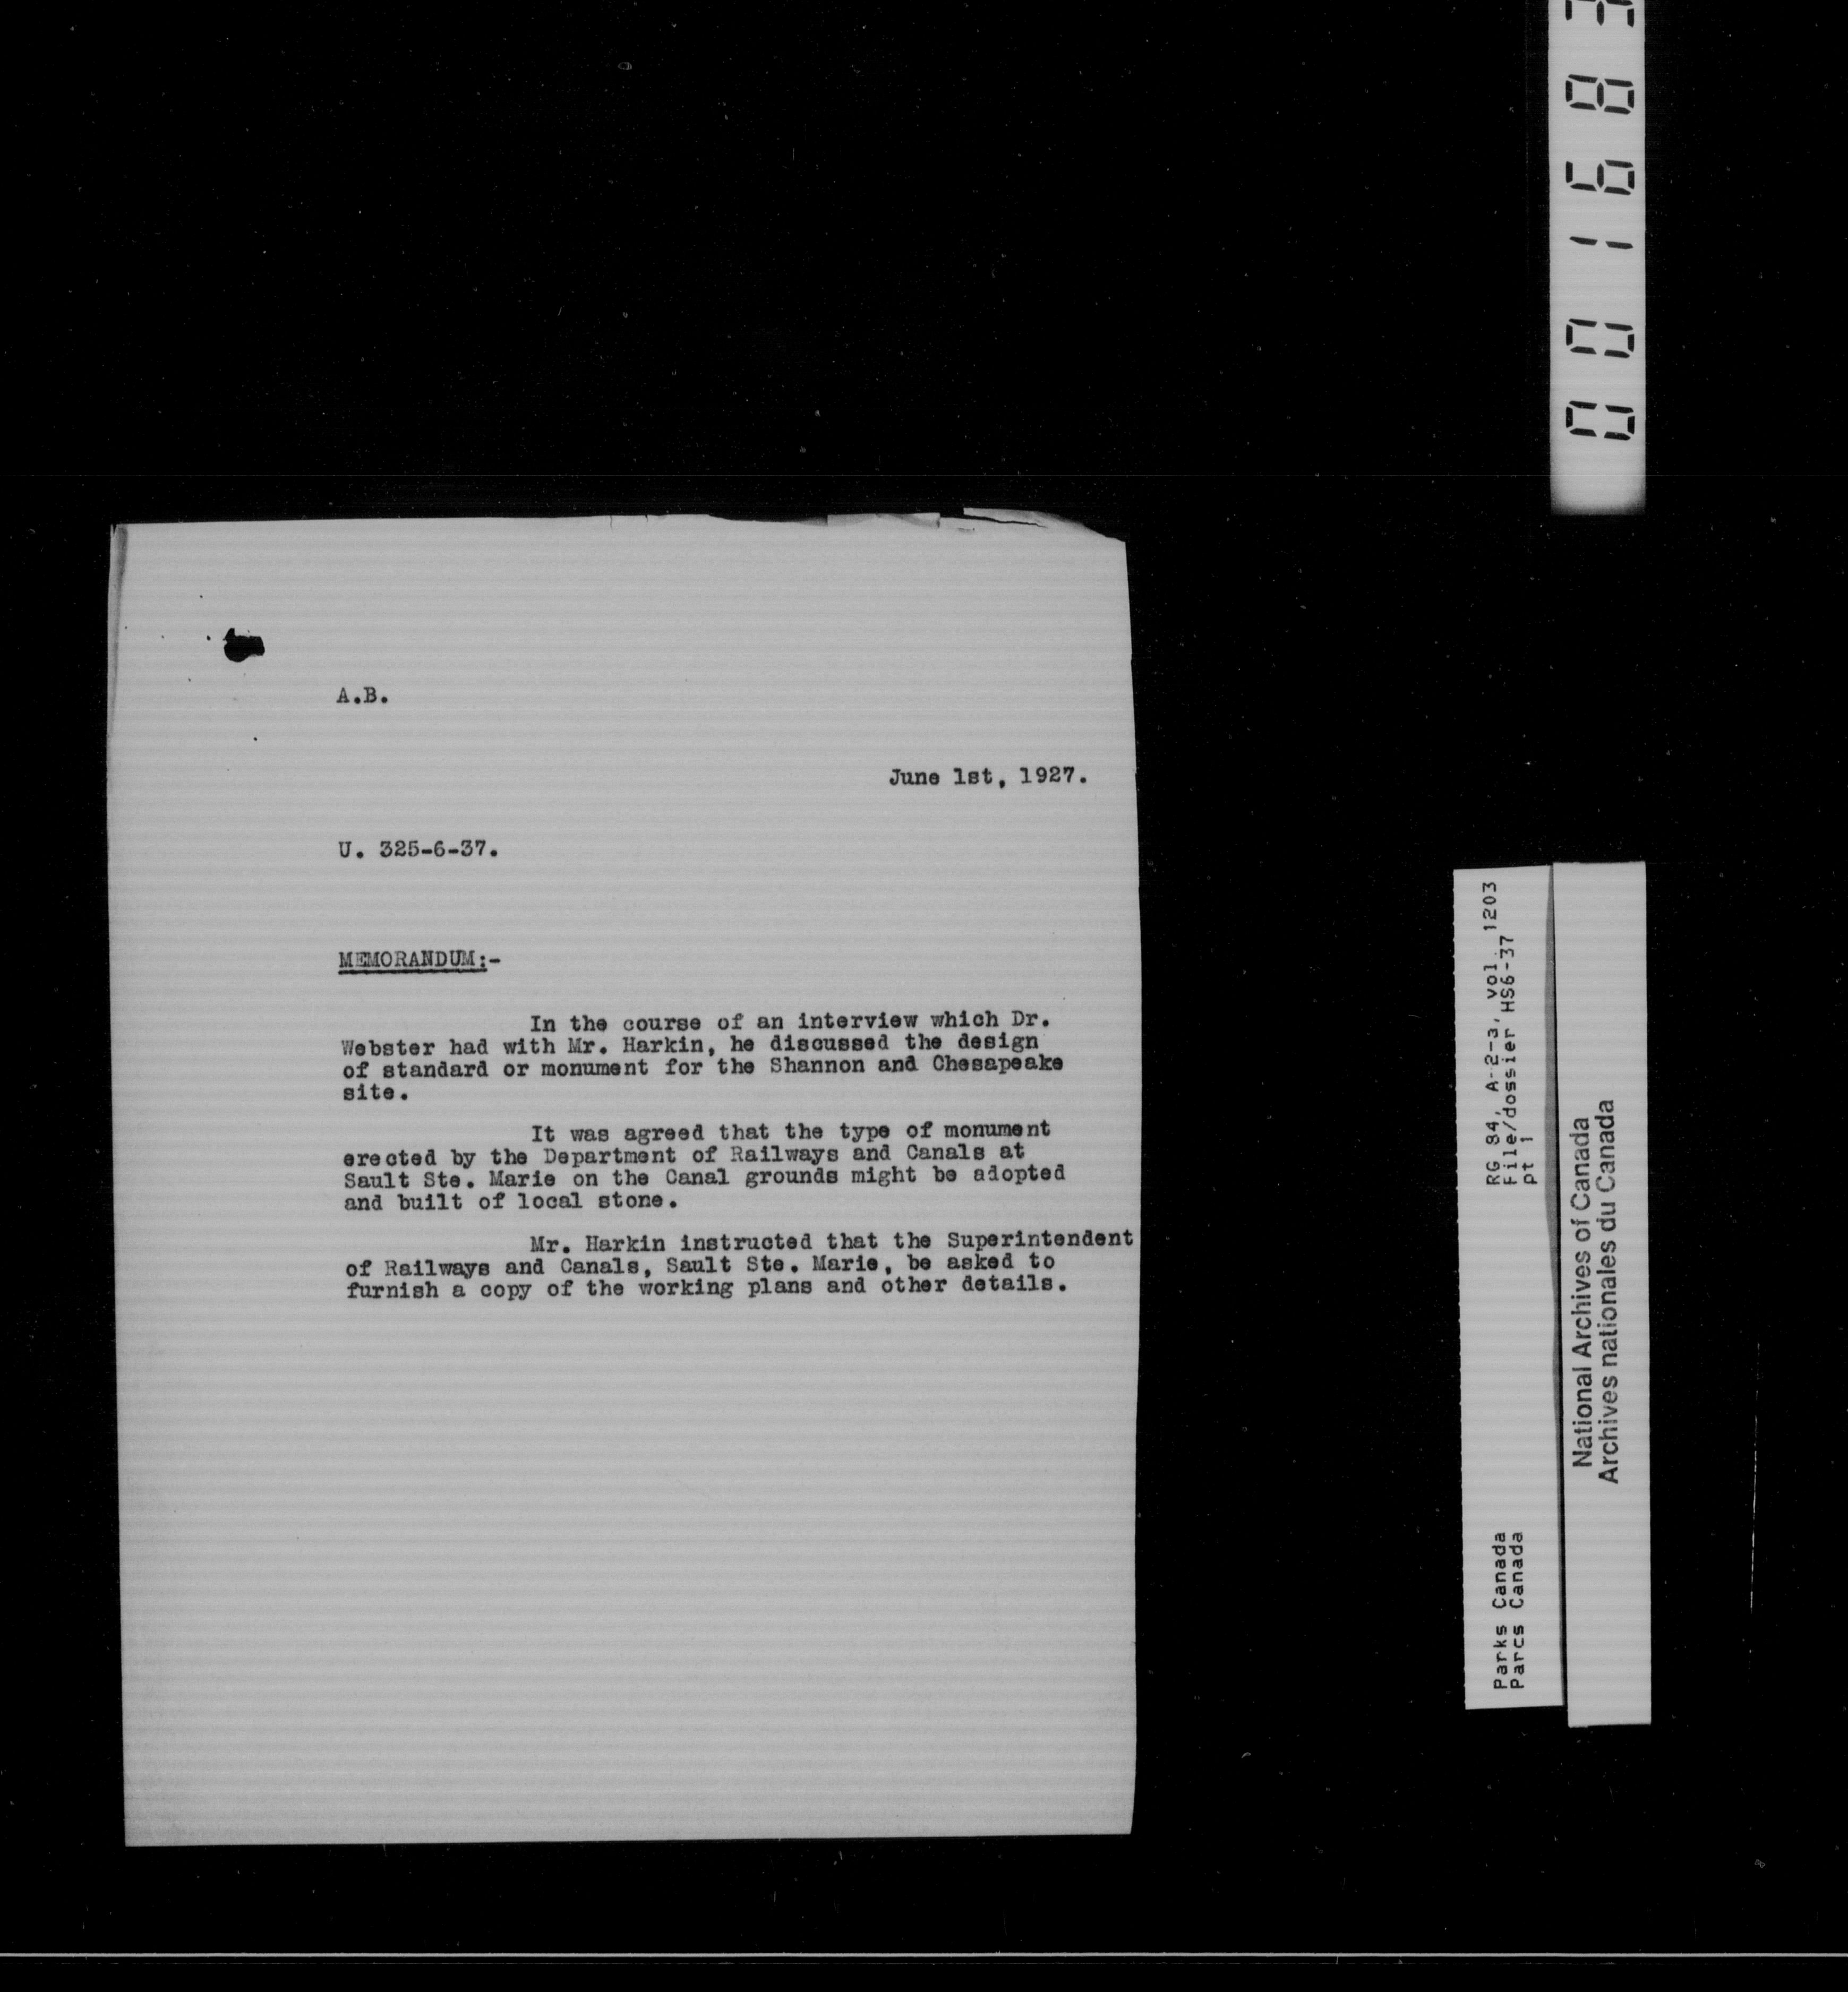 A.B.
June 1st, 1927.
U. 325-6-37.
MEMORANDUM:-
In the course of an interview which Dr.
Webster had with Mr. Harkin, he discussed the design
of standard or monument for the Shannon and Chesapeake
site.
It was agreed that the type of monument
erected by the Department of Railways and Canals at
Sault Ste. Marie on the Canal grounds might be adopted
and built of local stone.
Mr. Harkin instructed that the Superintendent
of Railways and Canals, Sault Ste. Marie, be asked to
furnish a copy of the working plans and other details.
Parks Canada
Parcs Canada
RG 84, A-2-a, vol. 1203
File/dossier HS6-37
pt 1
National Archives of Canada
Archives nationales du Canada
00168